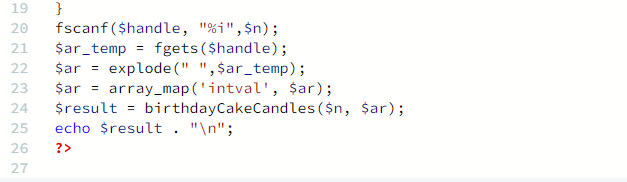 19 }
20 fscanf($handle, "%i",$n);
21 $ar_temp = fgets($handle);
22 $ar = explode(" ",$ar_temp);
23 $ar = array_map('intval', $ar);
24 $result = birthdayCakeCandles($n, $ar);
25 echo $result . "\n";
26 ?>
27